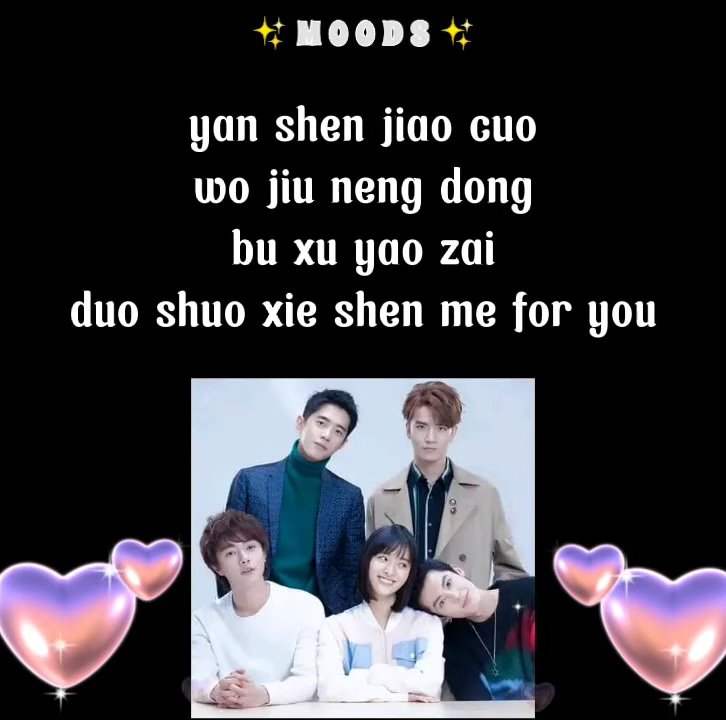 MOODS
yan shen jiao cuo
wo jiu neng dong
bu xu yao zai
duo shuo xie shen me for you